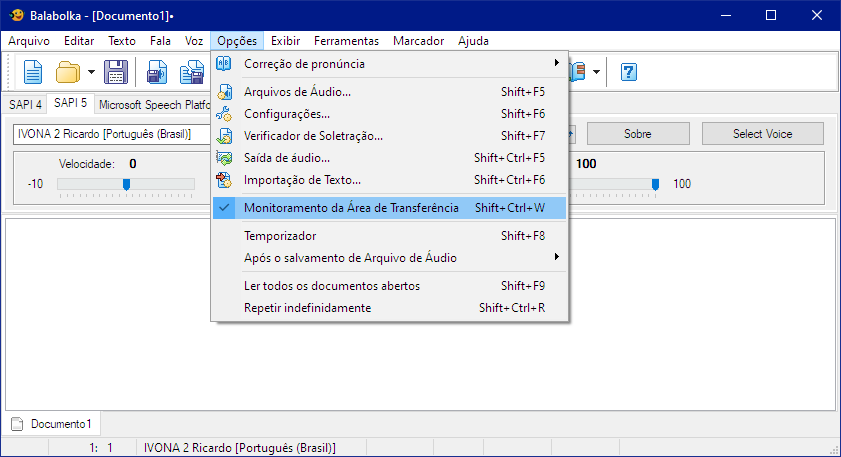 Balabolka - [Documento1]•
Arquivo Editar Texto Fala Voz Opções Exibir Ferramentas Marcador Ajuda
Correção de pronúncia
Arquivos de Áudio... Shift+F5
Configurações... Shift+F6
Verificador de Soletração... Shift+F7
Saída de áudio... Shift+Ctrl+F5
Importação de Texto... Shift+Ctrl+F6
Monitoramento da Área de Transferência Shift+Ctrl+W
Temporizador Shift+F8
Após o salvamento de Arquivo de Áudio
Ler todos os documentos abertos Shift+F9
Repetir indefinidamente Shift+Ctrl+R
SAPI 4 SAPI 5 Microsoft Speech Platfo
IVONA 2 Ricardo [Português (Brasil)] Sobre Select Voice
Velocidade: 0 100
-10 100
Documento1
1: 1 IVONA 2 Ricardo [Português (Brasil)]